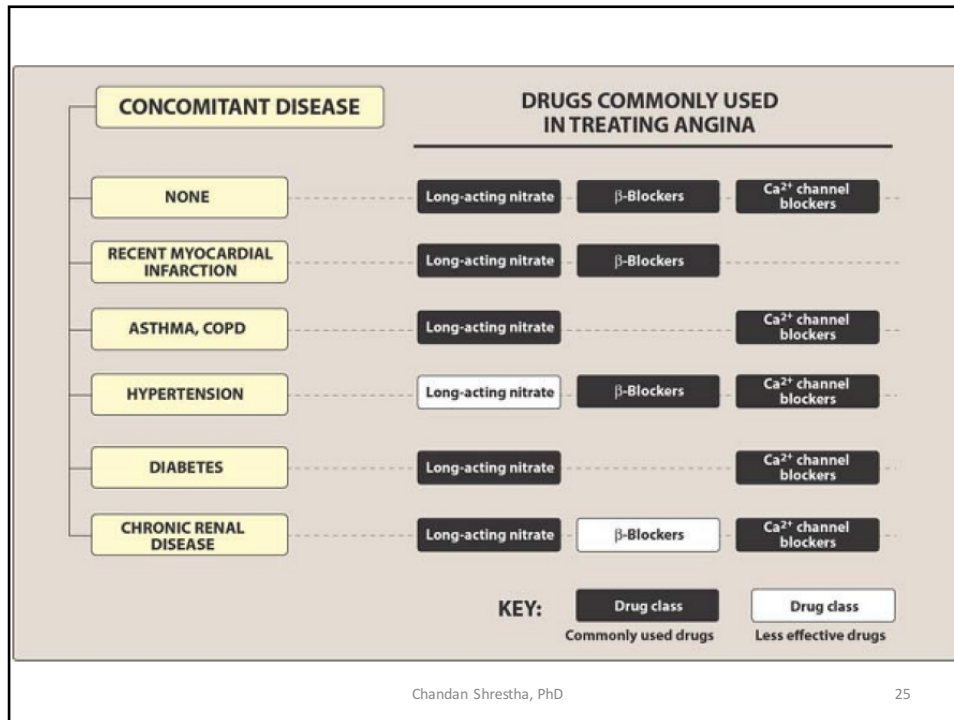 CONCOMITANT DISEASE
DRUGS COMMONLY USED
IN TREATING ANGINA
NONE
Long-acting nitrate
β-Blockers
Ca²⁺ channel
blockers
RECENT MYOCARDIAL
INFARCTION
Long-acting nitrate
β-Blockers
ASTHMA, COPD
Long-acting nitrate
Ca²⁺ channel
blockers
HYPERTENSION
Long-acting nitrate
β-Blockers
Ca²⁺ channel
blockers
DIABETES
Long-acting nitrate
Ca²⁺ channel
blockers
CHRONIC RENAL
DISEASE
Long-acting nitrate
β-Blockers
Ca²⁺ channel
blockers
KEY:
Drug class
Commonly used drugs
Drug class
Less effective drugs
Chandan Shrestha, PhD
25